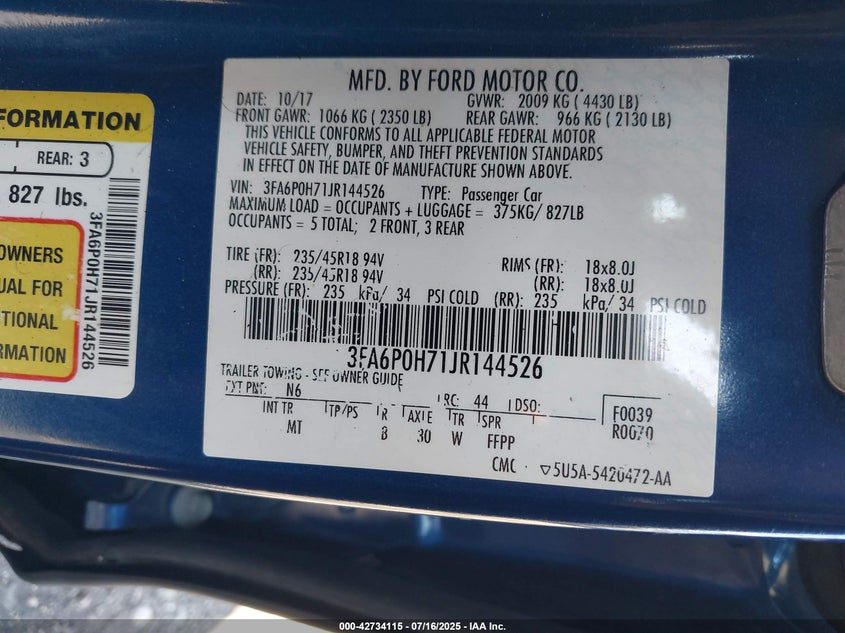 FORMATION
REAR: 3
827 lbs.
OWNERS
UAL FOR
TIONAL
RMATION
3FA6P0H71JR144526
MFD. BY FORD MOTOR CO.
DATE: 10/17 GVWR: 2009 KG ( 4430 LB)
FRONT GAWR: 1066 KG ( 2350 LB) REAR GAWR: 966 KG ( 2130 LB)
THIS VEHICLE CONFORMS TO ALL APPLICABLE FEDERAL MOTOR
VEHICLE SAFETY, BUMPER, AND THEFT PREVENTION STANDARDS
IN EFFECT ON THE DATE OF MANUFACTURE SHOWN ABOVE.
VIN: 3FA6P0H71JR144526 TYPE: Passenger Car
MAXIMUM LOAD = OCCUPANTS + LUGGAGE = 375KG/ 827LB
OCCUPANTS = 5 TOTAL; 2 FRONT, 3 REAR
TIRE (FR): 235/45R18 94V RIMS (FR): 18x8.0J
(RR): 235/45R18 94V (RR): 18x8.0J
PRESSURE (FR): 235 kPa/ 34 PSI COLD (RR): 235 kPa/ 34 PSI COLD
3FA6P0H71JR144526
TRAILER TOWING - SEE OWNER GUIDE
EXT PNT: N6 RC: 44 DSO: F0039
INT TR TP/PS R AXLE TR SPR R0070
MT 8 30 W FFPP
CMC ▽5U5A-5420472-AA
000-42734115 - 07/16/2025 - IAA Inc.